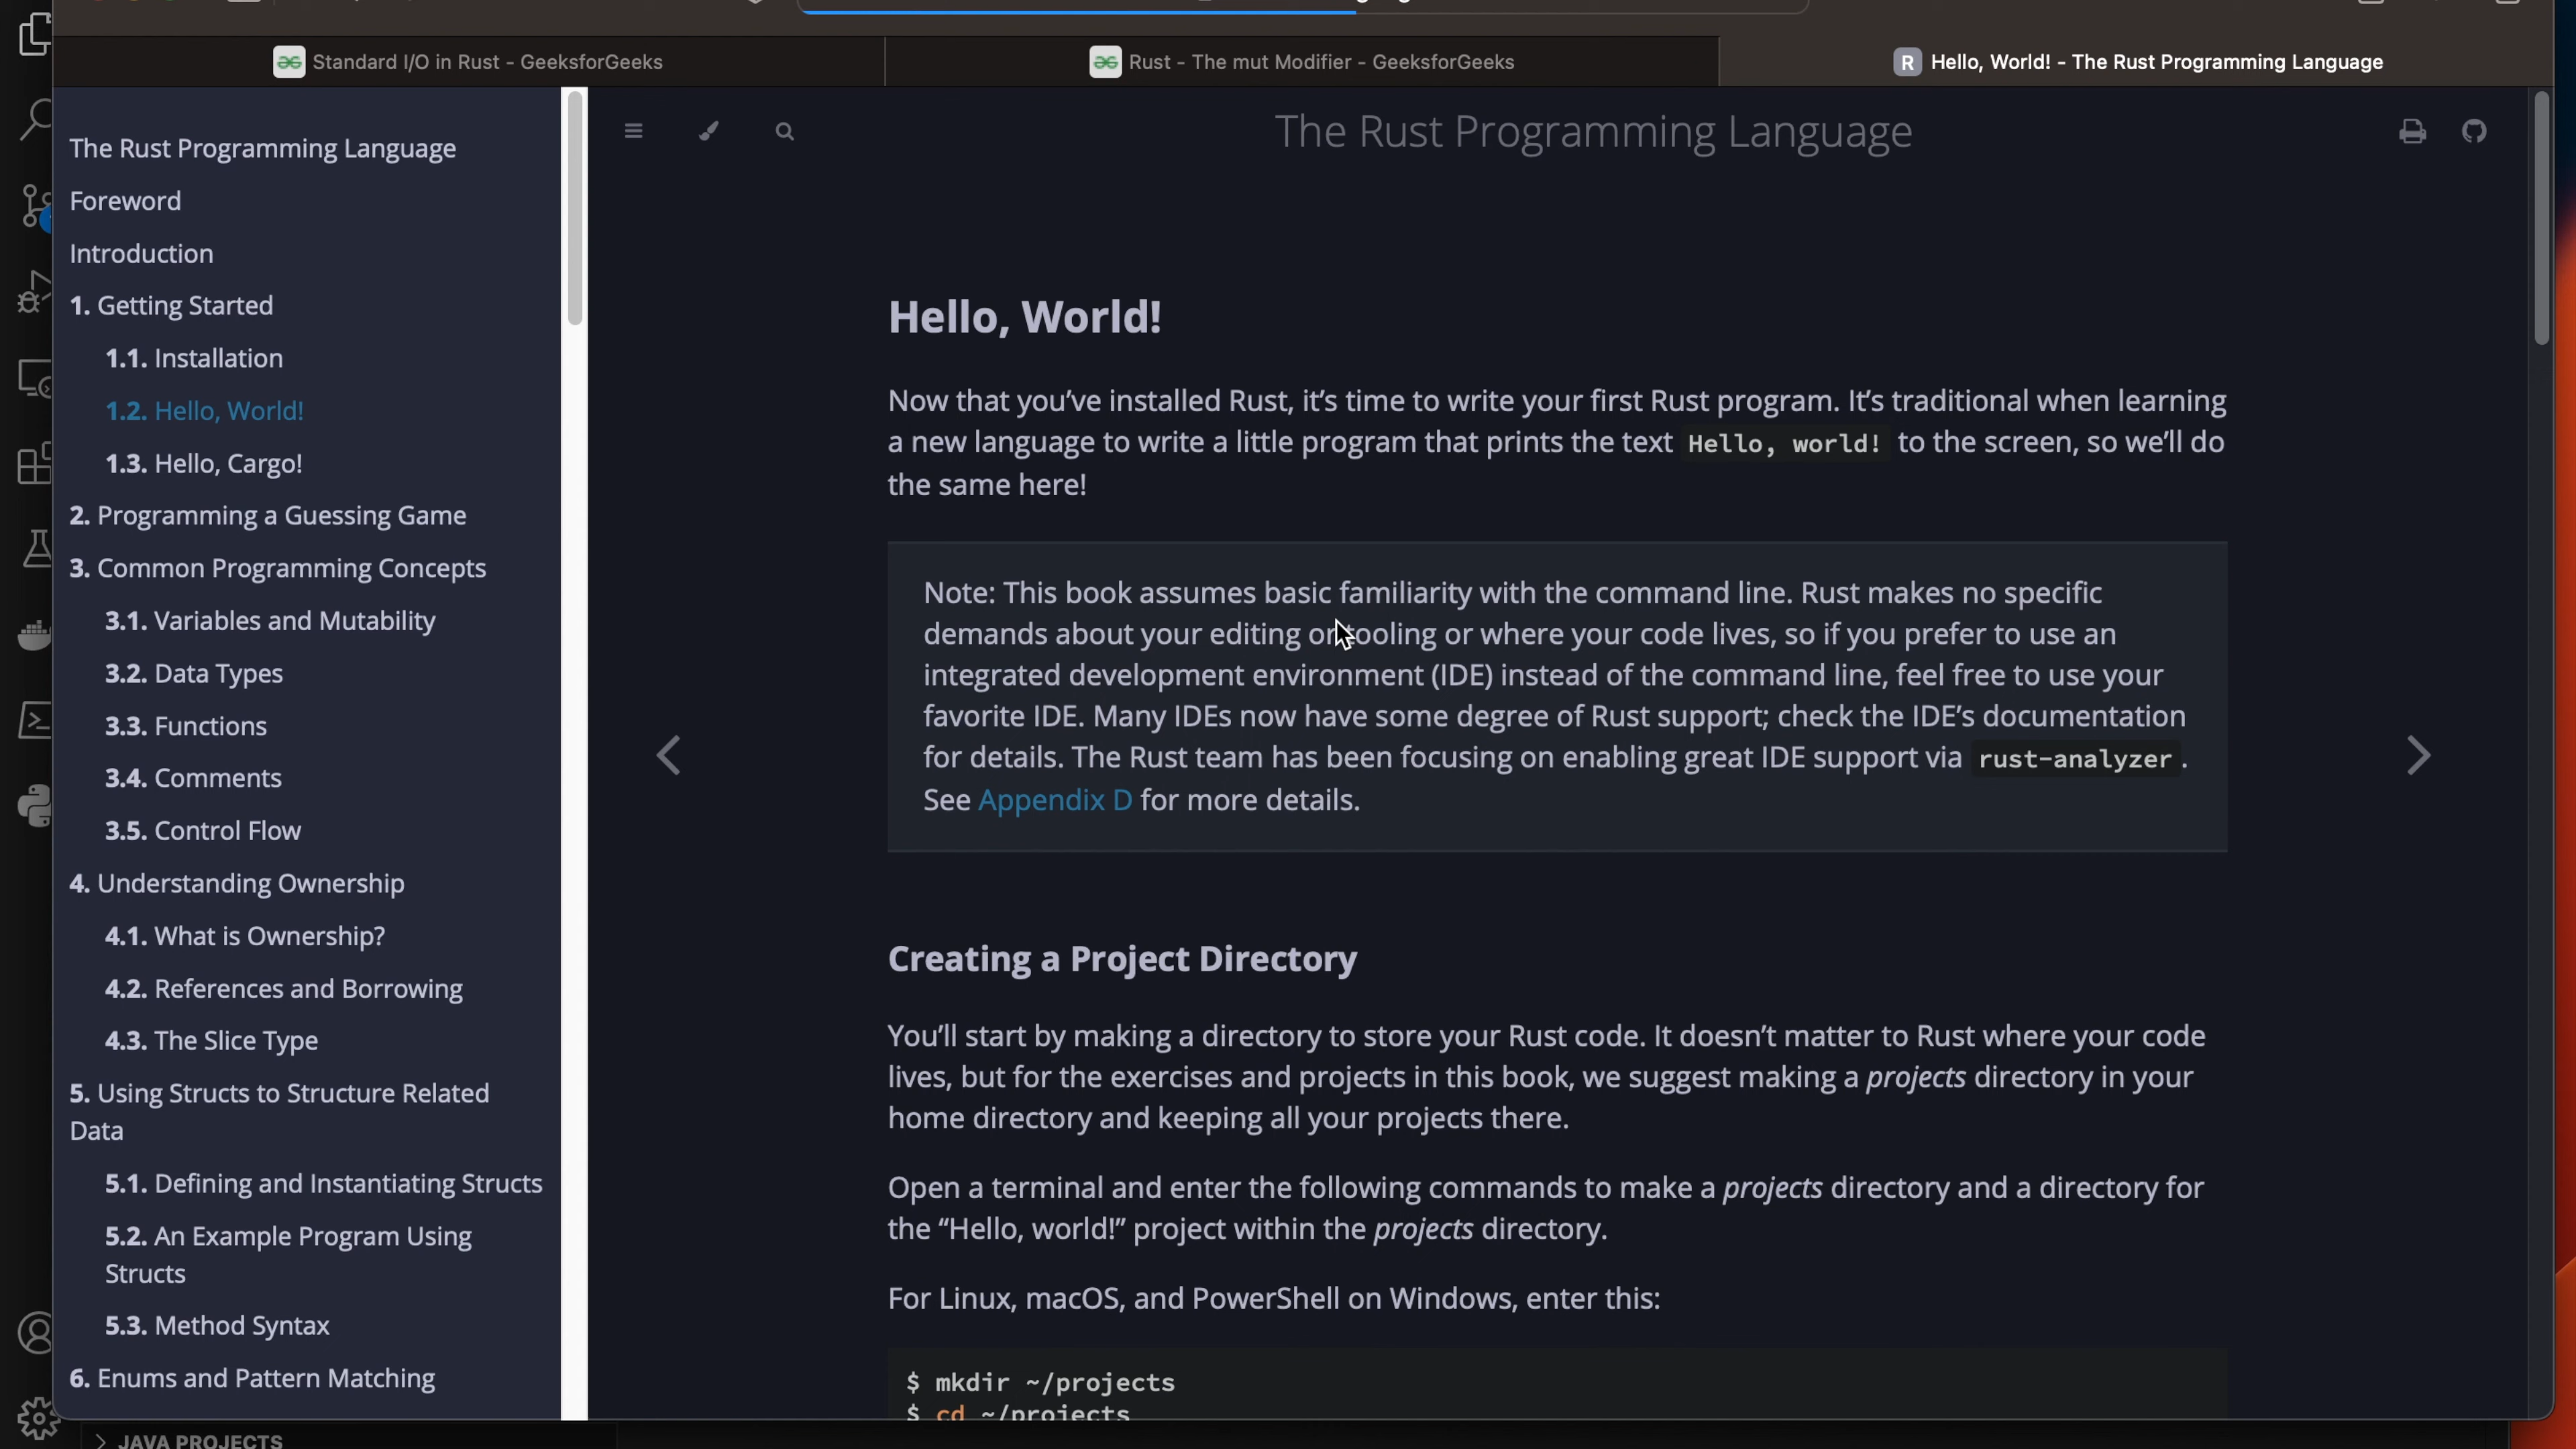 Standard I/O in Rust - GeeksforGeeks
Rust - The mut Modifier - GeeksforGeeks
R Hello, World! - The Rust Programming Language
The Rust Programming Language
Foreword
Introduction
1. Getting Started
1.1. Installation
1.2. Hello, World!
1.3. Hello, Cargo!
2. Programming a Guessing Game
3. Common Programming Concepts
3.1. Variables and Mutability
3.2. Data Types
3.3. Functions
3.4. Comments
3.5. Control Flow
4. Understanding Ownership
4.1. What is Ownership?
4.2. References and Borrowing
4.3. The Slice Type
5. Using Structs to Structure Related
Data
5.1. Defining and Instantiating Structs
5.2. An Example Program Using
Structs
5.3. Method Syntax
6. Enums and Pattern Matching
The Rust Programming Language
Hello, World!
Now that you’ve installed Rust, it’s time to write your first Rust program. It’s traditional when learning
a new language to write a little program that prints the text Hello, world! to the screen, so we’ll do
the same here!
Note: This book assumes basic familiarity with the command line. Rust makes no specific
demands about your editing or tooling or where your code lives, so if you prefer to use an
integrated development environment (IDE) instead of the command line, feel free to use your
favorite IDE. Many IDEs now have some degree of Rust support; check the IDE’s documentation
for details. The Rust team has been focusing on enabling great IDE support via rust-analyzer.
See Appendix D for more details.
Creating a Project Directory
You’ll start by making a directory to store your Rust code. It doesn’t matter to Rust where your code
lives, but for the exercises and projects in this book, we suggest making a projects directory in your
home directory and keeping all your projects there.
Open a terminal and enter the following commands to make a projects directory and a directory for
the “Hello, world!” project within the projects directory.
For Linux, macOS, and PowerShell on Windows, enter this:
$ mkdir ~/projects
$ cd ~/projects
JAVA PROJECTS